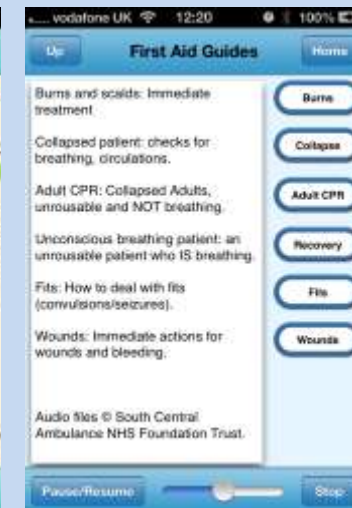 vodafone UK 12:20 100%
Up First Aid Guides Home
Burns and scalds: Immediate
treatment
Burns
Collapsed patient: checks for
breathing, circulations.
Collapse
Adult CPR: Collapsed Adults,
unrousable and NOT breathing.
Adult CPR
Unconscious breathing patient: an
unrousable patient who IS breathing.
Recovery
Fits: How to deal with fits
(convulsions/seizures).
Fits
Wounds: Immediate actions for
wounds and bleeding.
Wounds
Audio files © South Central
Ambulance NHS Foundation Trust.
Pause/Resume Stop